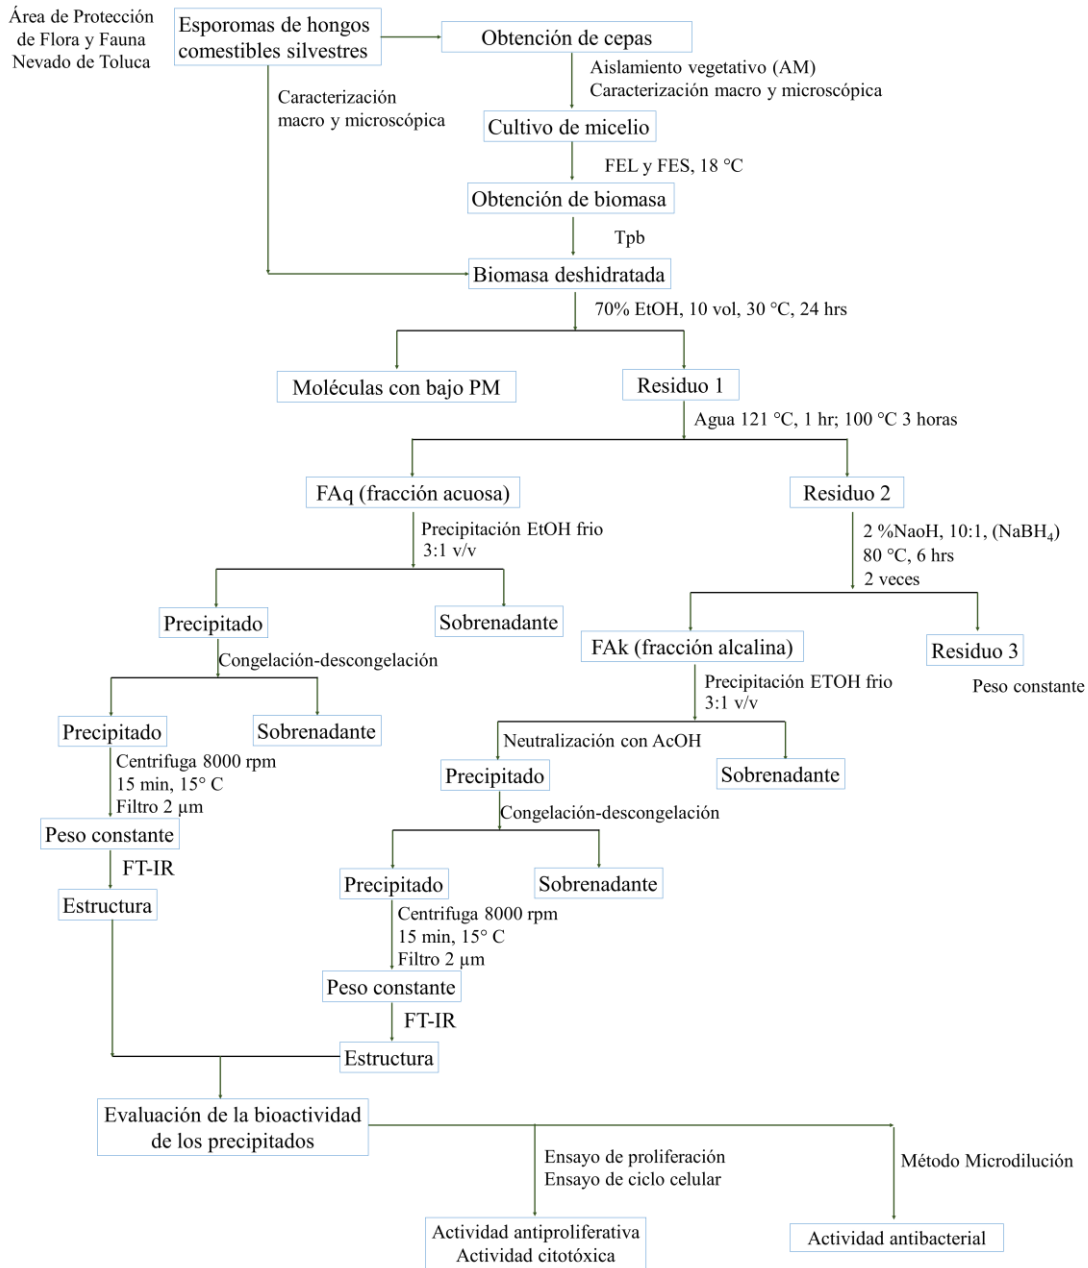 Área de Protección
de Flora y Fauna
Nevado de Toluca
Esporomas de hongos
comestibles silvestres
Obtención de cepas
Aislamiento vegetativo (AM)
Caracterización macro y microscópica
Caracterización
macro y microscópica
Cultivo de micelio
FEL y FES, 18 °C
Obtención de biomasa
Tpb
Biomasa deshidratada
70% EtOH, 10 vol, 30 °C, 24 hrs
Moléculas con bajo PM
Residuo 1
Agua 121 °C, 1 hr; 100 °C 3 horas
FAq (fracción acuosa)
Residuo 2
Precipitación EtOH frio
3:1 v/v
2 %NaoH, 10:1, (NaBH₄)
80 °C, 6 hrs
2 veces
Precipitado
Sobrenadante
FAk (fracción alcalina)
Residuo 3
Peso constante
Congelación-descongelación
Precipitación ETOH frio
3:1 v/v
Precipitado
Sobrenadante
Neutralización con AcOH
Precipitado
Sobrenadante
Centrifuga 8000 rpm
15 min, 15° C
Filtro 2 µm
Congelación-descongelación
Peso constante
FT-IR
Estructura
Precipitado
Sobrenadante
Centrifuga 8000 rpm
15 min, 15° C
Filtro 2 µm
Peso constante
FT-IR
Estructura
Evaluación de la bioactividad
de los precipitados
Ensayo de proliferación
Ensayo de ciclo celular
Método Microdilución
Actividad antiproliferativa
Actividad citotóxica
Actividad antibacterial